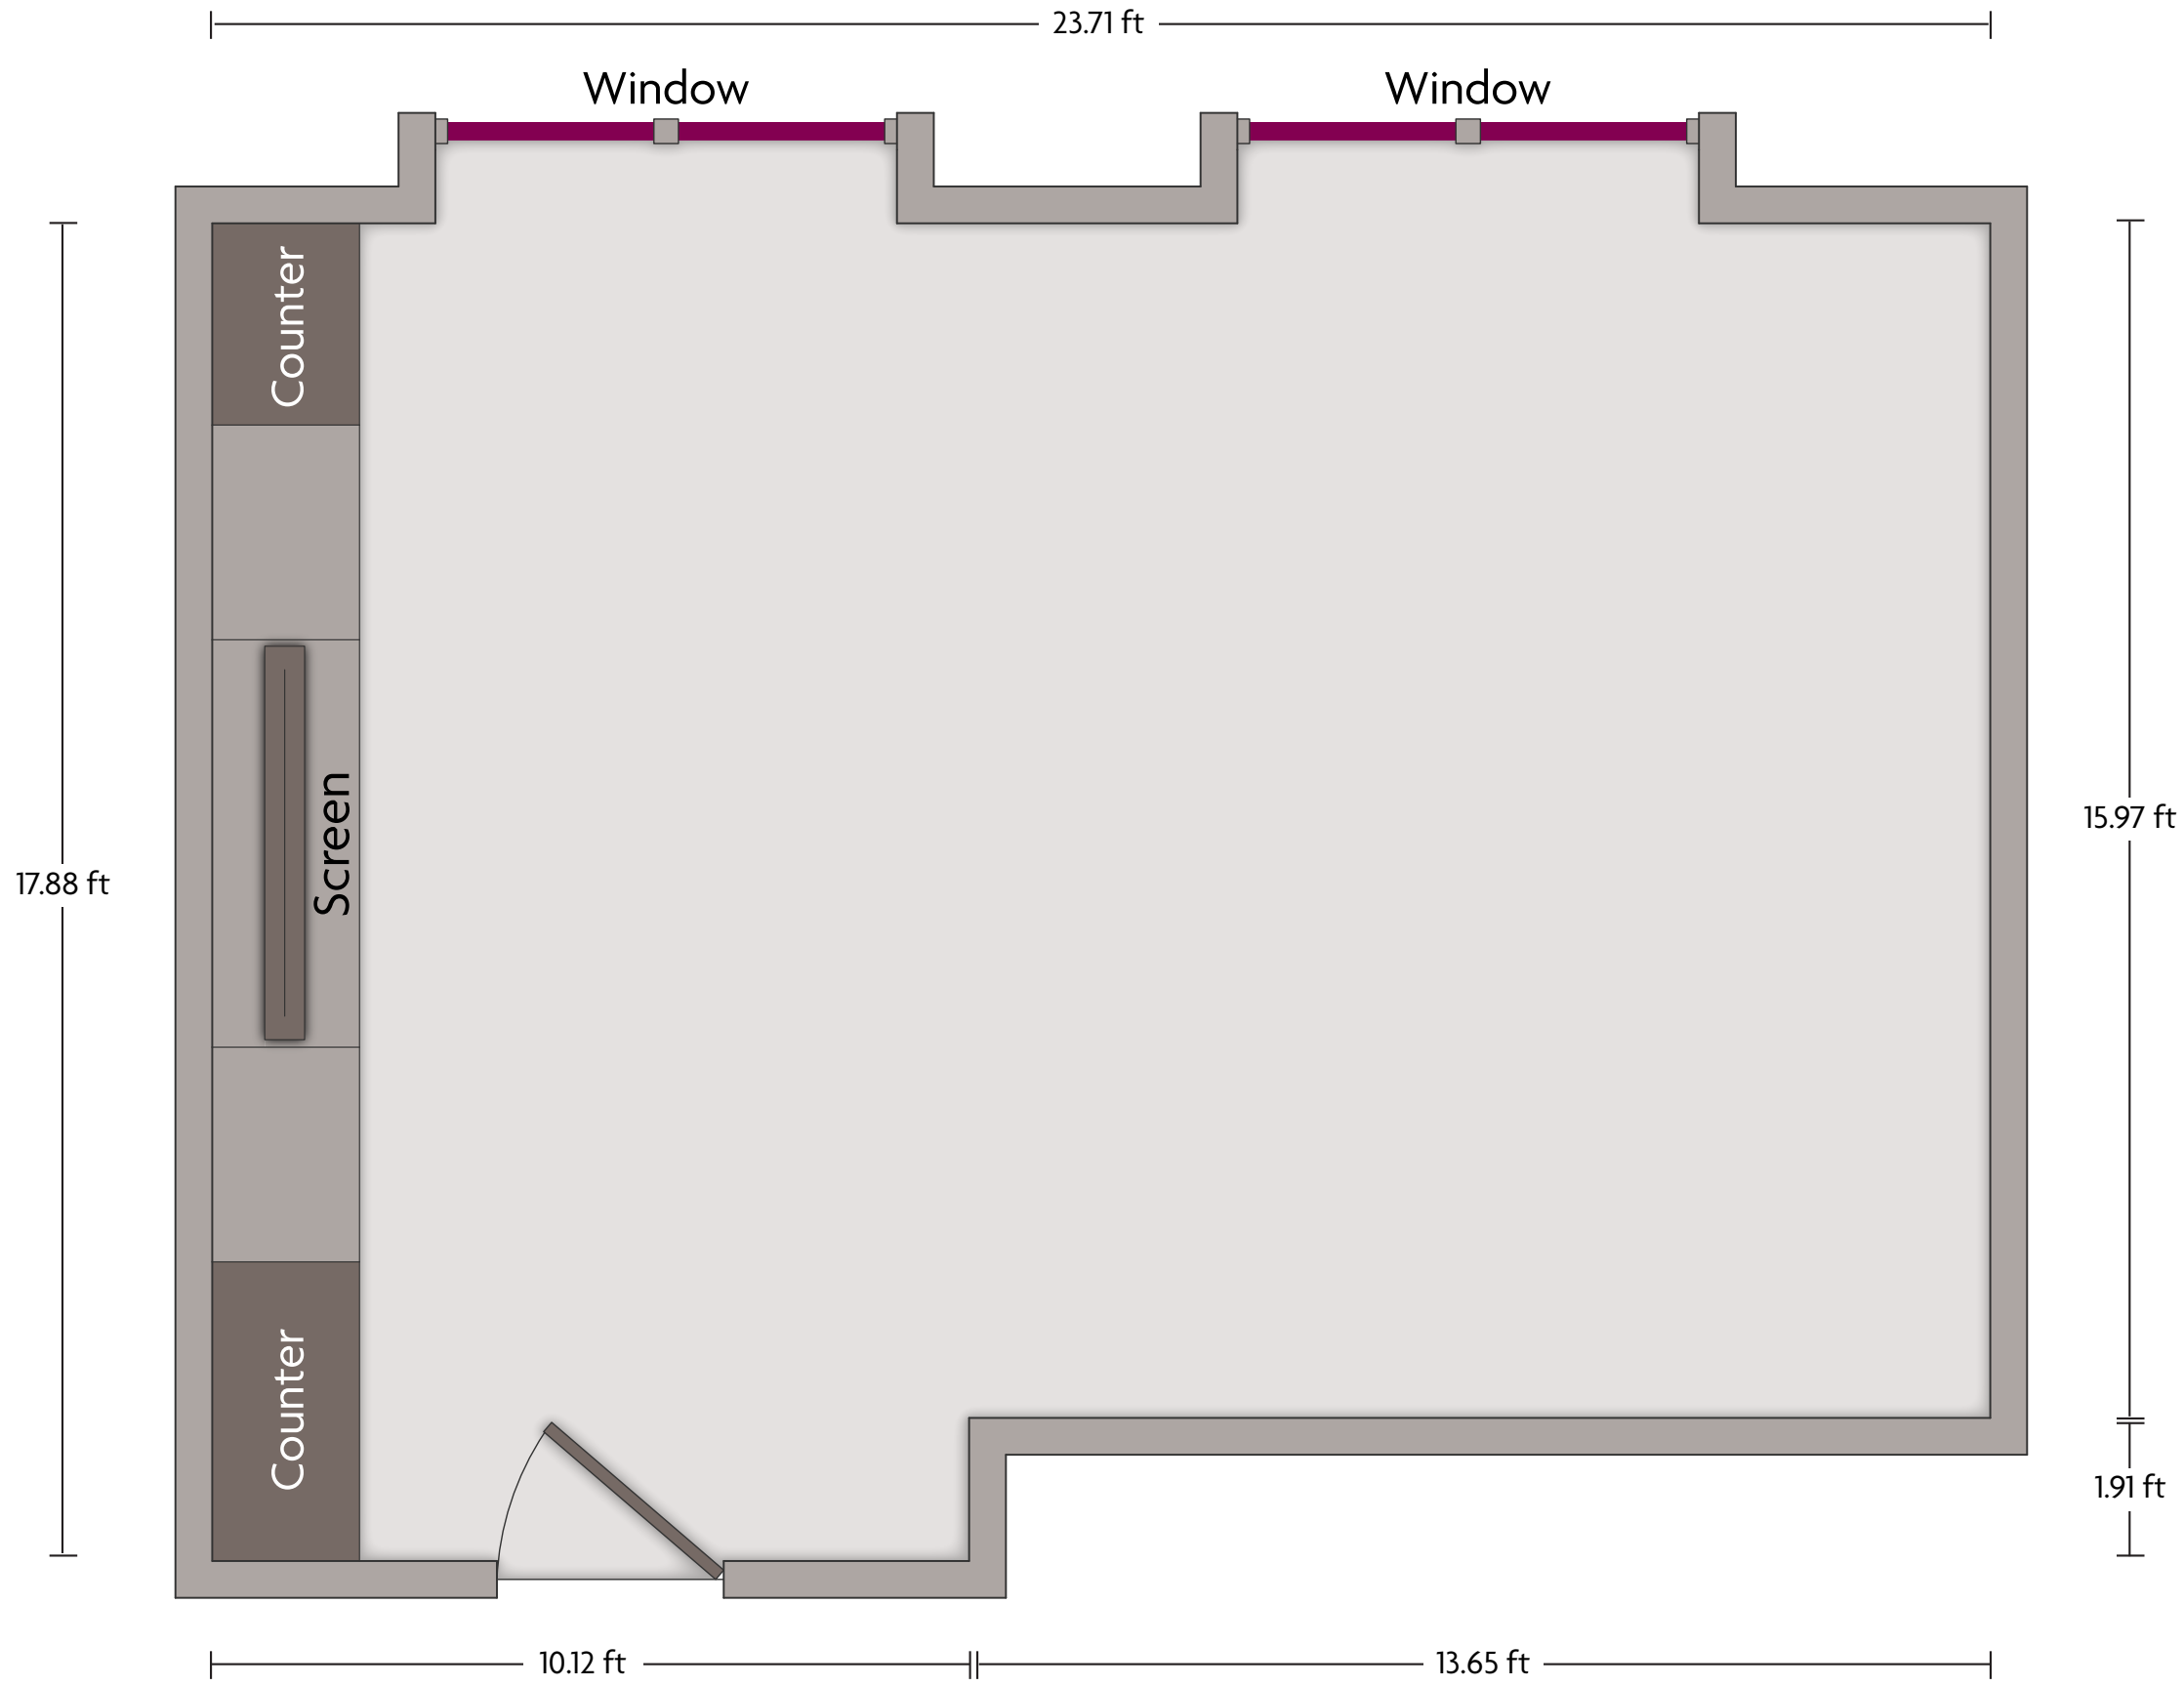 23.71 ft
Window
Window
Counter
Screen
17.88 ft
15.97 ft
Counter
1.91 ft
10.12 ft
13.65 ft